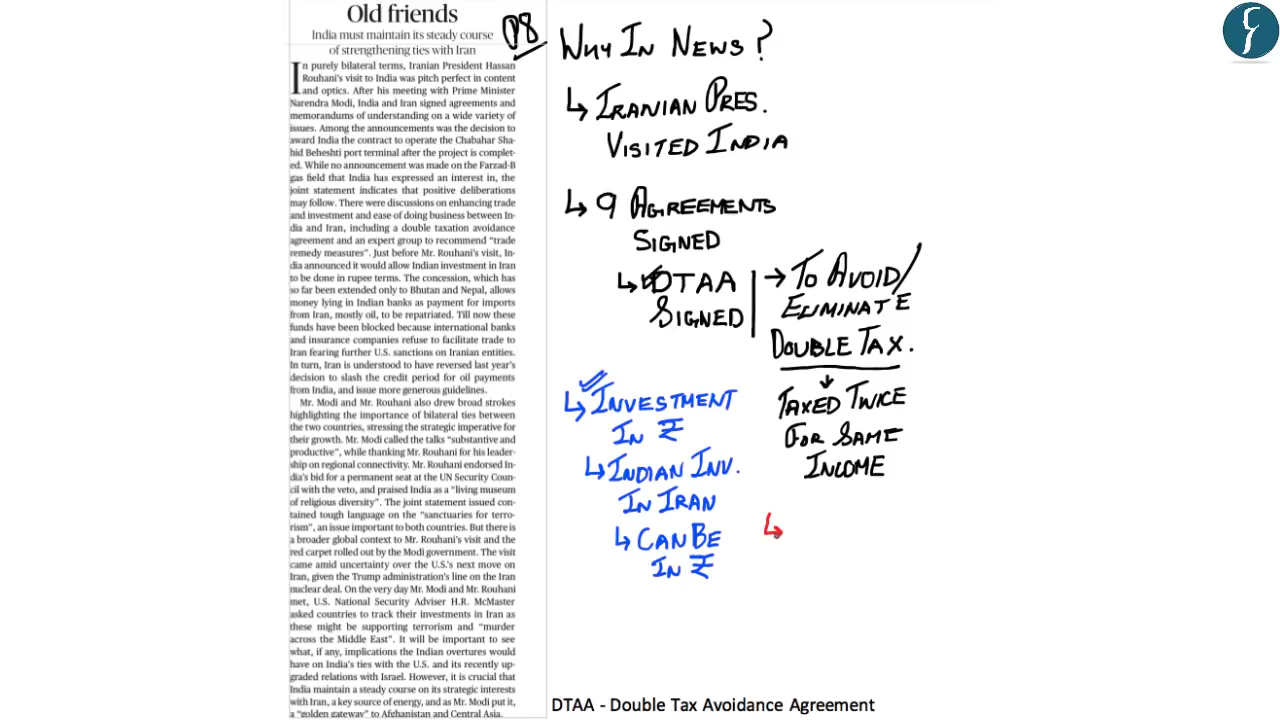 Old friends
India must maintain its steady course
of strengthening ties with Iran
In purely bilateral terms, Iranian President Hassan
Rouhani's visit to India was pitch perfect in content
and optics. After his meeting with Prime Minister
Narendra Modi, India and Iran signed agreements and
memorandums of understanding on a wide variety of
issues. Among the announcements was the decision to
award India the contract to operate the Chabahar Sha-
hid Beheshti port terminal after the project is complet-
ed. While no announcement was made on the Farzad-B
gas field that India has expressed an interest in, the
joint statement indicates that positive deliberations
may follow. There were discussions on enhancing trade
and investment and ease of doing business between In-
dia and Iran, including a double taxation avoidance
agreement and an expert group to recommend "trade
remedy measures". Just before Mr. Rouhani's visit, In-
dia announced it would allow Indian investment in Iran
to be done in rupee terms. The concession, which has
so far been extended only to Bhutan and Nepal, allows
money lying in Indian banks as payment for imports
from Iran, mostly oil, to be repatriated. Till now these
funds have been blocked because international banks
and insurance companies refuse to facilitate trade to
Iran fearing further U.S. sanctions on Iranian entities.
In turn, Iran is understood to have reversed last year's
decision to slash the credit period for oil payments
from India, and issue more generous guidelines.
Mr. Modi and Mr. Rouhani also drew broad strokes
highlighting the importance of bilateral ties between
the two countries, stressing the strategic imperative for
their growth. Mr. Modi called the talks "substantive and
productive", while thanking Mr. Rouhani for his leader-
ship on regional connectivity. Mr. Rouhani endorsed In-
dia's bid for a permanent seat at the UN Security Coun-
cil with the veto, and praised India as a "living museum
of religious diversity". The joint statement issued con-
tained tough language on the "sanctuaries for terro-
rism", an issue important to both countries. But there is
a broader global context to Mr. Rouhani's visit and the
red carpet rolled out by the Modi government. The visit
came amid uncertainty over the U.S.'s next move on
Iran, given the Trump administration's line on the Iran
nuclear deal. On the very day Mr. Modi and Mr. Rouhani
met, U.S. National Security Adviser H.R. McMaster
asked countries to track their investments in Iran as
these might be supporting terrorism and "murder
across the Middle East". It will be important to see
what, if any, implications the Indian overtures would
have on India's ties with the U.S. and its recently up-
graded relations with Israel. However, it is crucial that
India maintain a steady course on its strategic interests
with Iran, a key source of energy, and as Mr. Modi put it,
a "golden gateway" to Afghanistan and Central Asia.
08
WHY IN NEWS?
↳ IRANIAN PRES.
VISITED INDIA
↳ 9 AGREEMENTS
SIGNED
↳ DTAA
SIGNED
→ TO AVOID/
ELIMINATE
DOUBLE TAX.
↓
TAXED TWICE
FOR SAME
INCOME
↳ INVESTMENT
IN ₹
↳ INDIAN INV.
IN IRAN
↳ CAN BE
IN ₹
↳
DTAA - Double Tax Avoidance Agreement